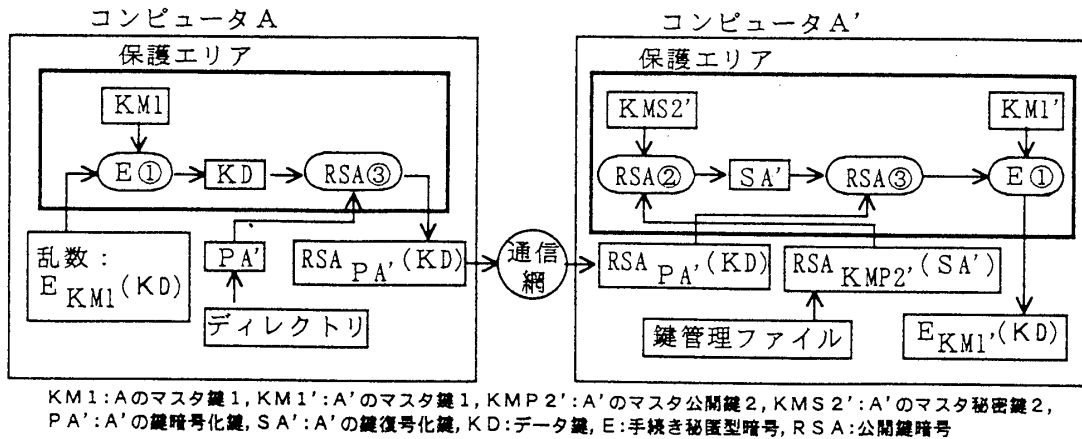 コンピュータA
コンピュータA'
保護エリア
保護エリア
KM1
KMS2'
KM1'
E①
KD
RSA③
RSA②
SA'
RSA③
E①
乱数:
E KM1 (KD)
PA'
RSA PA' (KD)
通信
網
RSA PA' (KD)
RSA KMP2' (SA')
ディレクトリ
鍵管理ファイル
E KM1' (KD)
KM1:Aのマスタ鍵1, KM1':A'のマスタ鍵1, KMP2':A'のマスタ公開鍵2, KMS2':A'のマスタ秘密鍵2,
PA':A'の鍵暗号化鍵, SA':A'の鍵復号化鍵, KD:データ鍵, E:手続き秘匿型暗号, RSA:公開鍵暗号